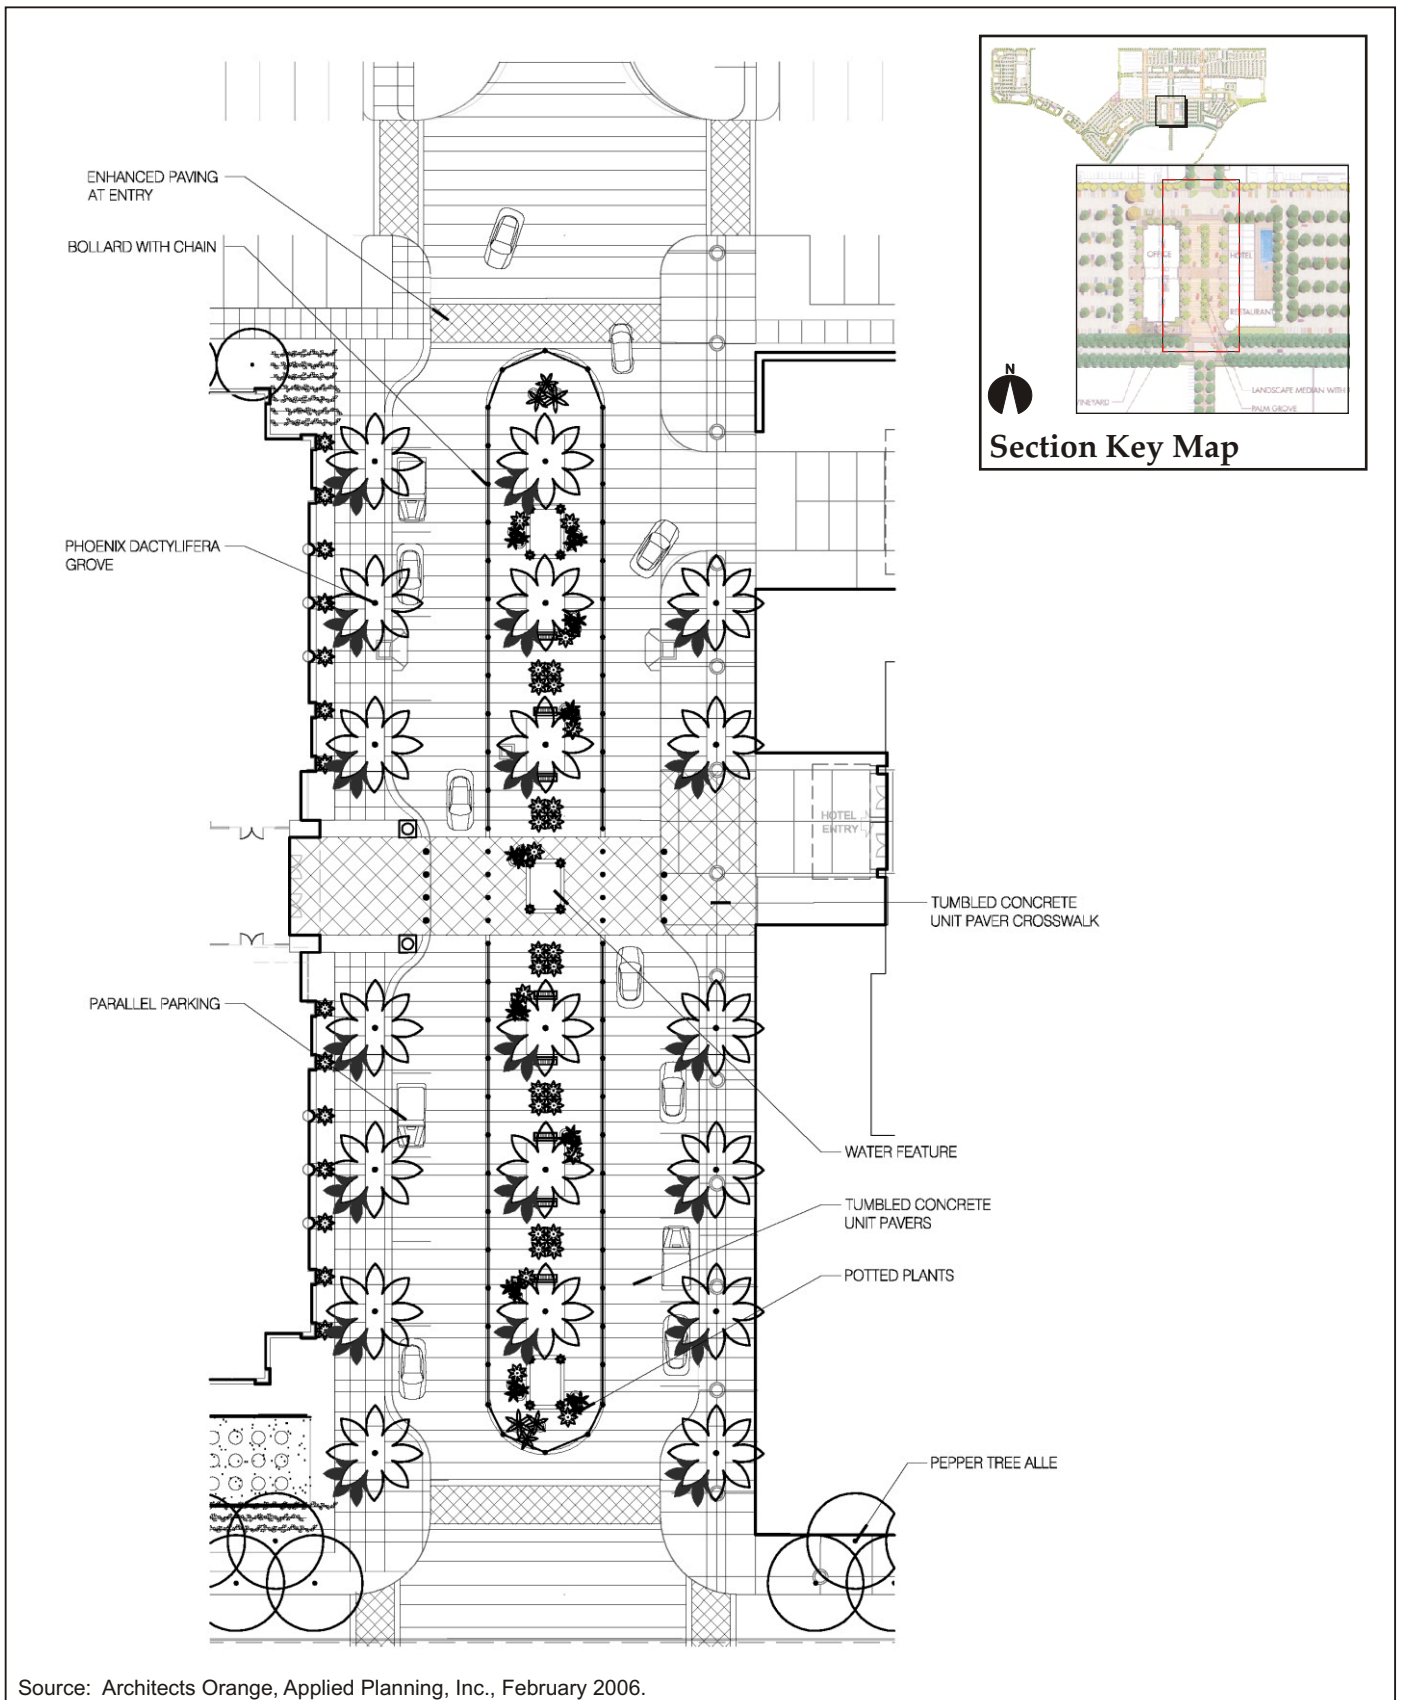 ENHANCED PAVING
AT ENTRY
BOLLARD WITH CHAIN
PHOENIX DACTYLIFERA
GROVE
PARALLEL PARKING
OFFICE
HOTEL
RESTAURANT
VINEYARD
LANDSCAPE MEDIAN WITH
PALM GROVE
N
Section Key Map
HOTEL
ENTRY
TUMBLED CONCRETE
UNIT PAVER CROSSWALK
WATER FEATURE
TUMBLED CONCRETE
UNIT PAVERS
POTTED PLANTS
PEPPER TREE ALLE
Source: Architects Orange, Applied Planning, Inc., February 2006.